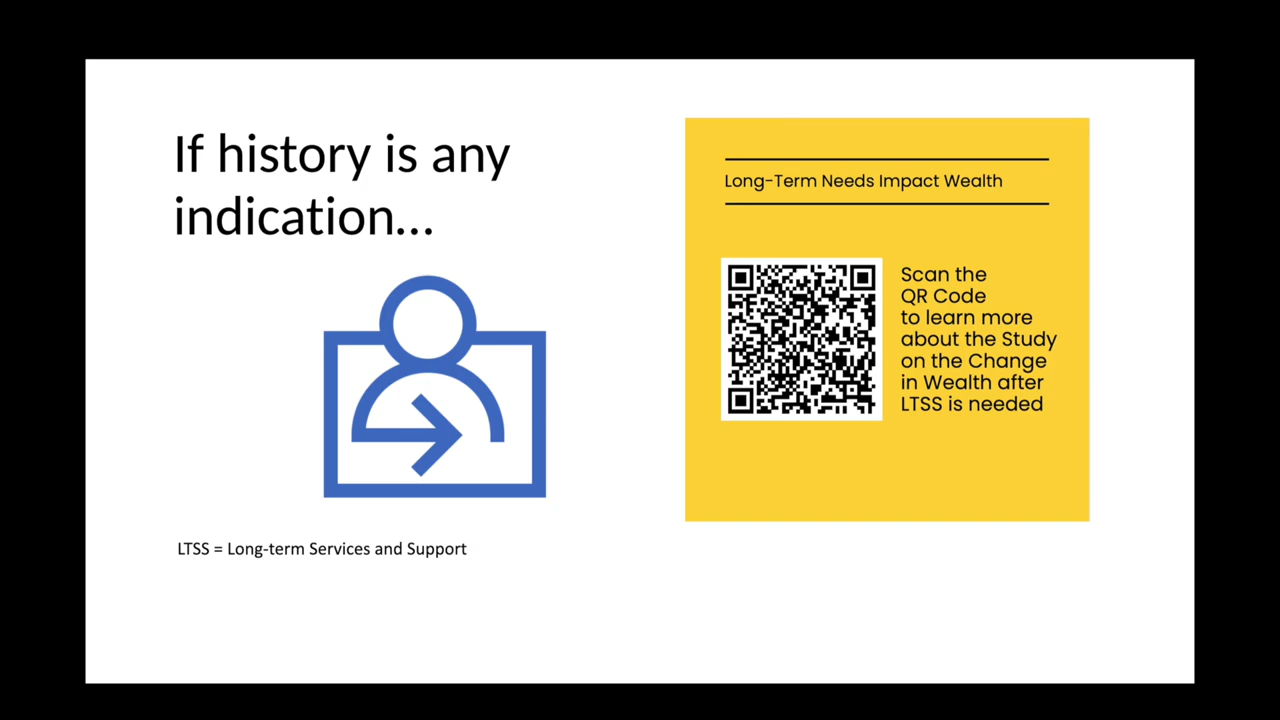 If history is any
indication...
LTSS = Long-term Services and Support
Long-Term Needs Impact Wealth
Scan the
QR Code
to learn more
about the Study
on the Change
in Wealth after
LTSS is needed